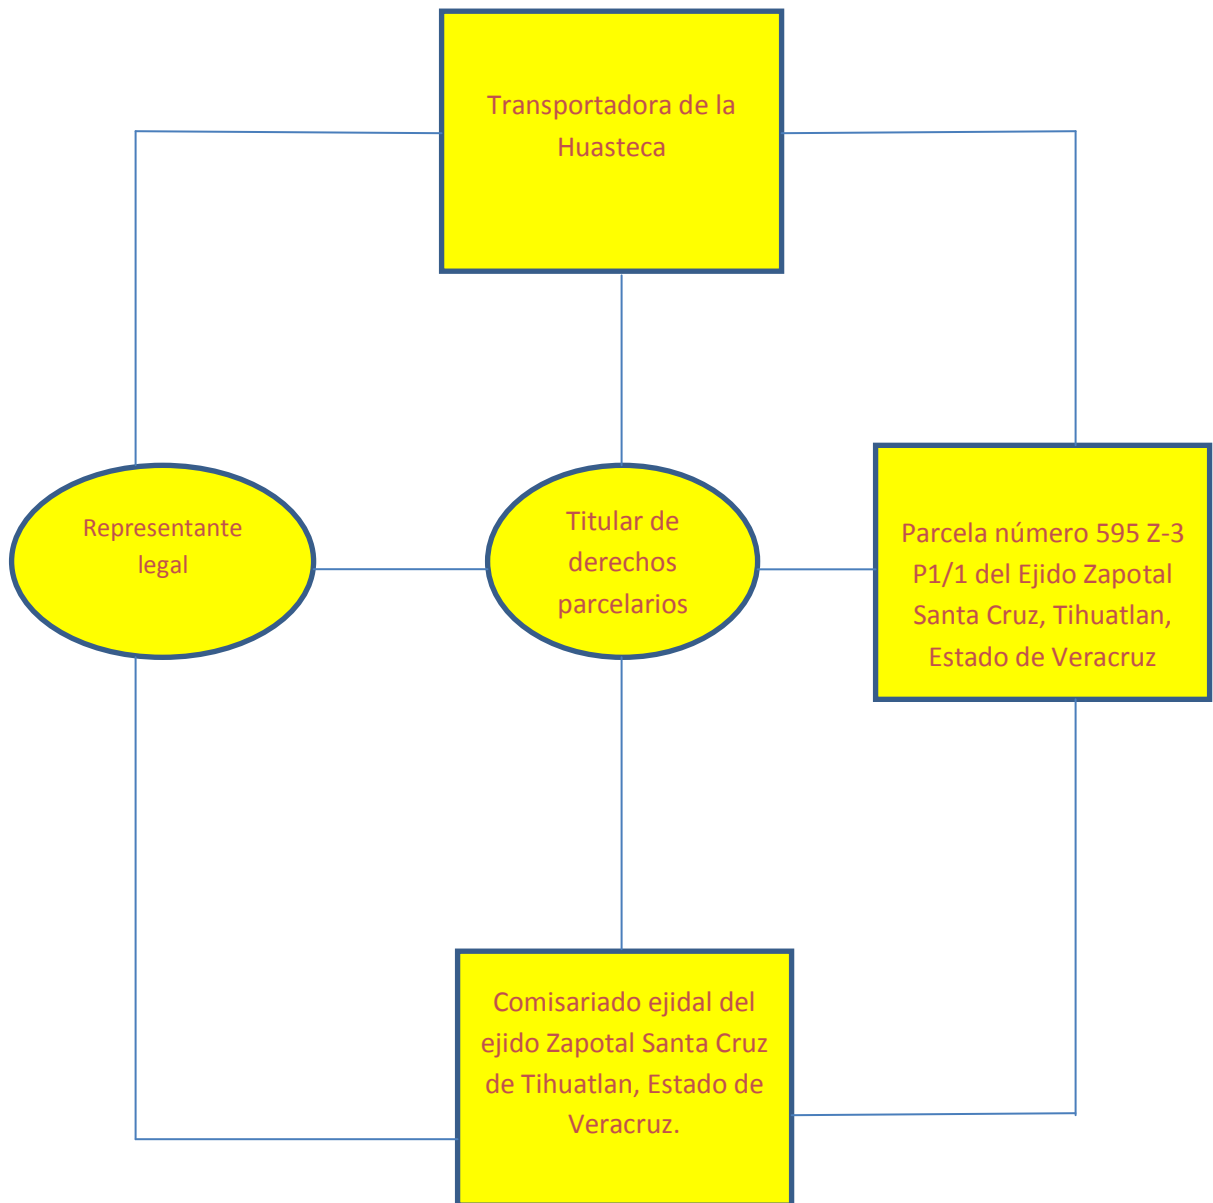 Transportadora de la
Huasteca
Representante
legal
Titular de
derechos
parcelarios
Parcela número 595 Z-3
P1/1 del Ejido Zapotal
Santa Cruz, Tihuatlan,
Estado de Veracruz
Comisariado ejidal del
ejido Zapotal Santa Cruz
de Tihuatlan, Estado de
Veracruz.